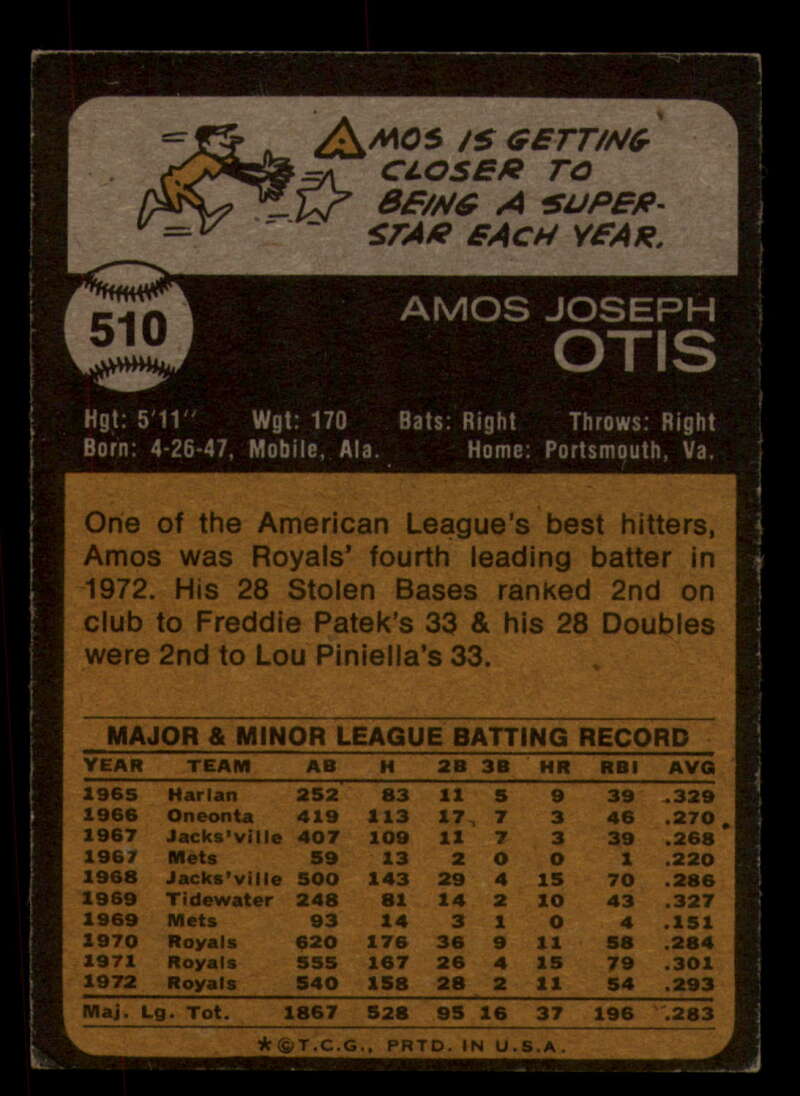 AMOS IS GETTING
CLOSER TO
BEING A SUPER-
STAR EACH YEAR.
510
AMOS JOSEPH
OTIS
Hgt: 5'11" Wgt: 170 Bats: Right Throws: Right
Born: 4-26-47, Mobile, Ala. Home: Portsmouth, Va.
One of the American League's best hitters,
Amos was Royals' fourth leading batter in
1972. His 28 Stolen Bases ranked 2nd on
club to Freddie Patek's 33 & his 28 Doubles
were 2nd to Lou Piniella's 33.
MAJOR & MINOR LEAGUE BATTING RECORD
YEAR TEAM AB H 2B 3B HR RBI AVG
1965 Harlan 252 83 11 5 9 39 .329
1966 Oneonta 419 113 17 7 3 46 .270
1967 Jacks'ville 407 109 11 7 3 39 .268
1967 Mets 59 13 2 0 0 1 .220
1968 Jacks'ville 500 143 29 4 15 70 .286
1969 Tidewater 248 81 14 2 10 43 .327
1969 Mets 93 14 3 1 0 4 .151
1970 Royals 620 176 36 9 11 58 .284
1971 Royals 555 167 26 4 15 79 .301
1972 Royals 540 158 28 2 11 54 .293
Maj. Lg. Tot. 1867 528 95 16 37 196 .283
*©T.C.G., PRTD. IN U.S.A.